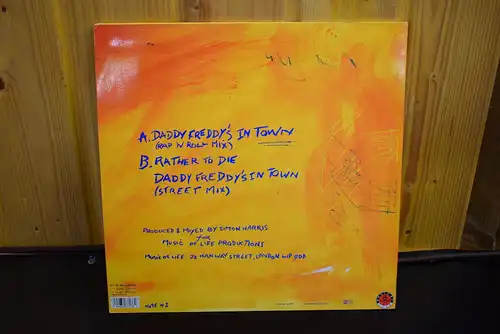 A. DADDY FREDDY'S IN TOWN
(RAP 'N ROLL MIX)
B. RATHER TO DIE
DADDY FREDDY'S IN TOWN
(STREET MIX)
PRODUCED & MIXED BY SIMON HARRIS
FOR
MUSIC OF LIFE PRODUCTIONS
MUSIC OF LIFE 22 HANWAY STREET, LONDON W1P 9DD